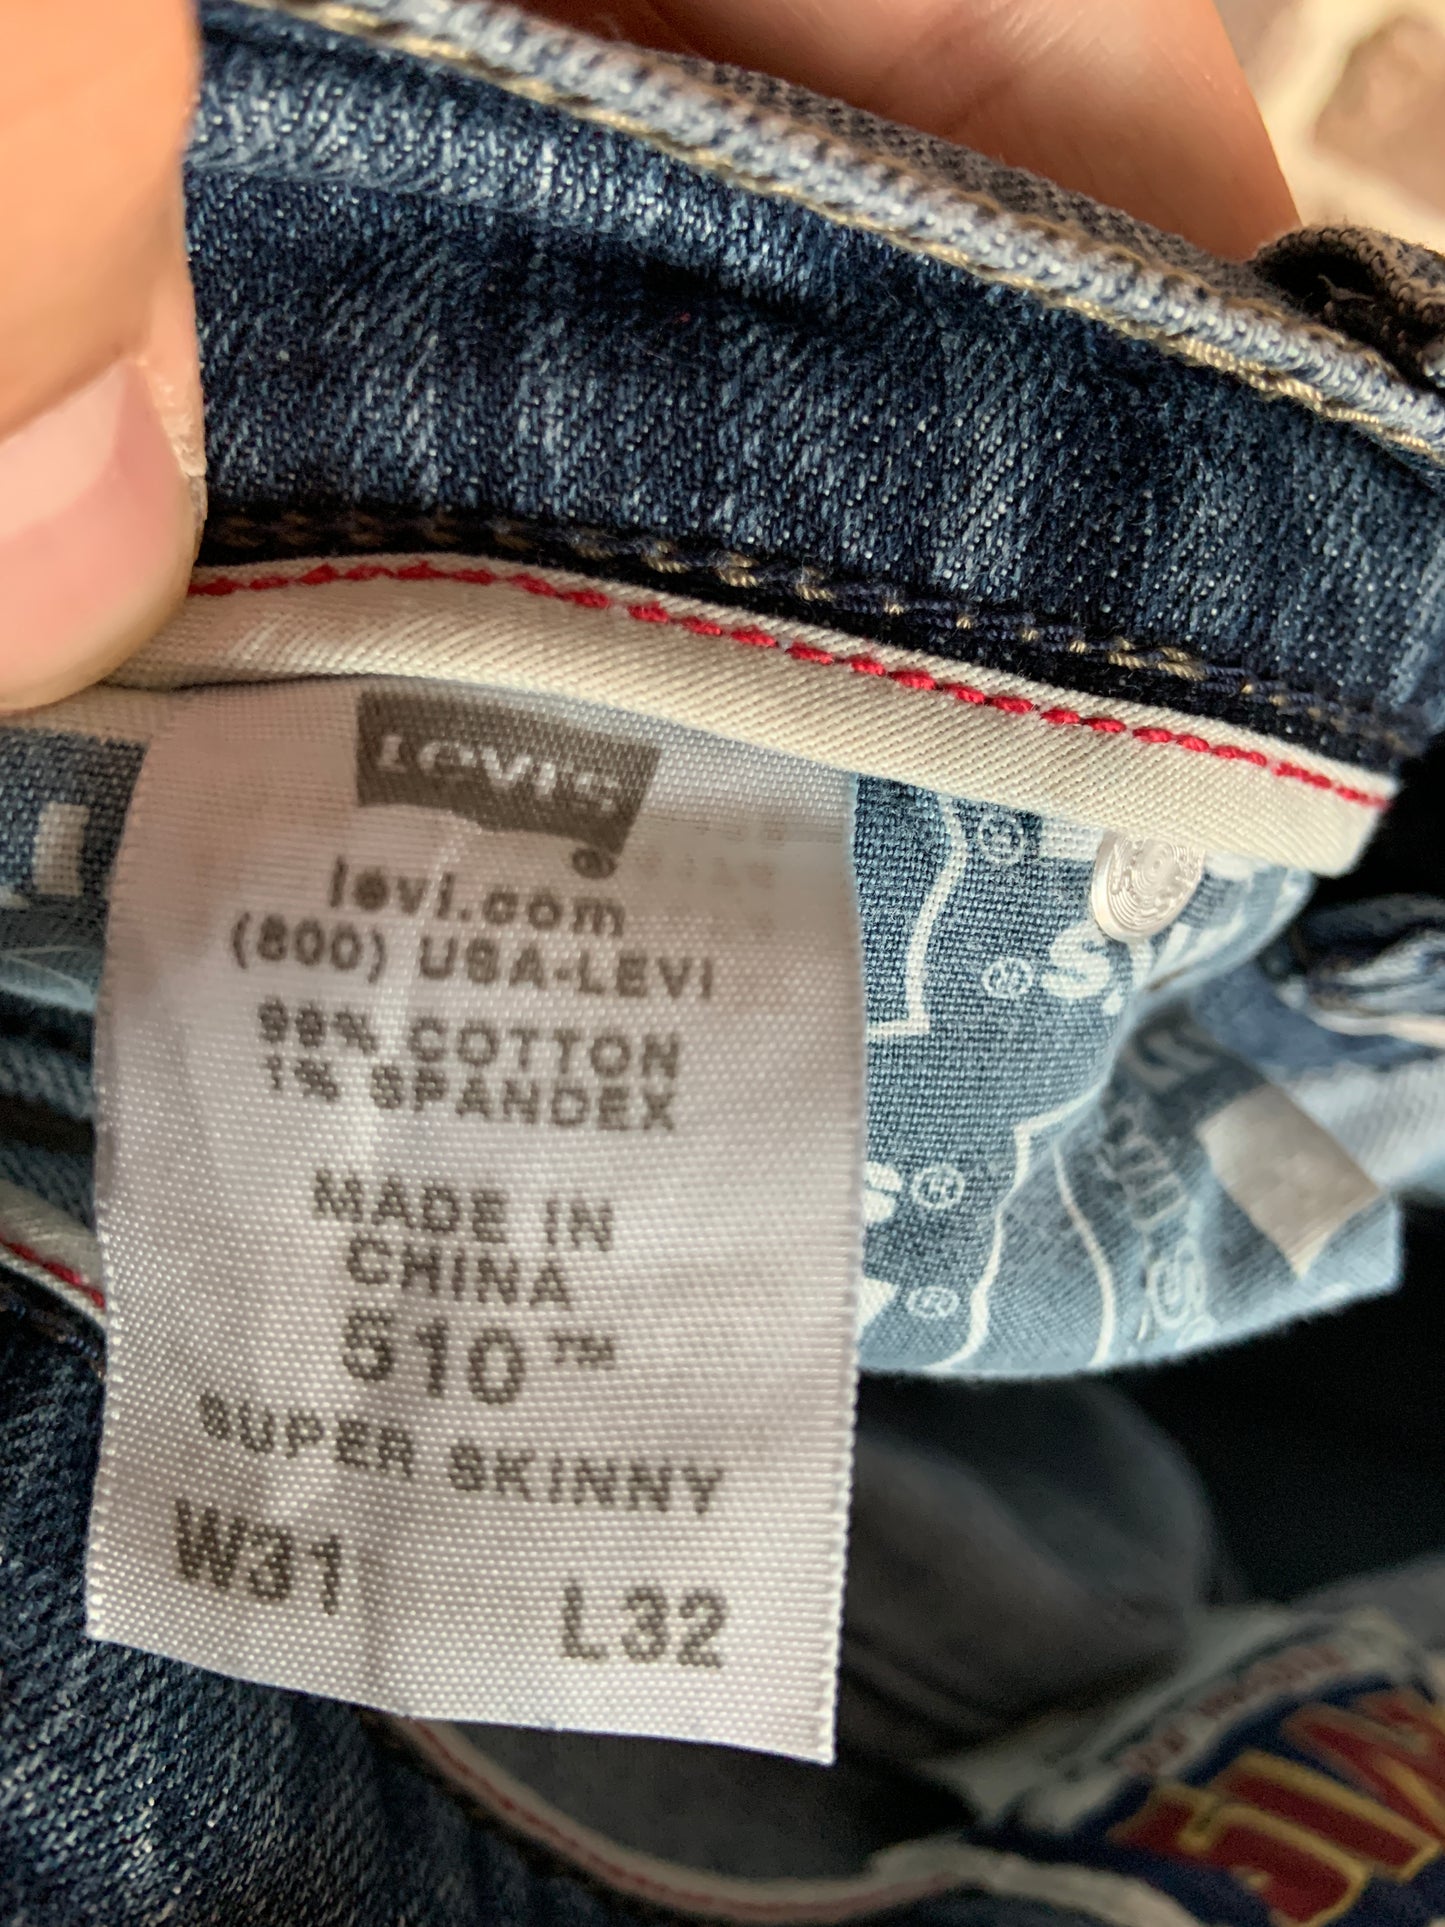 LEVI'S
®
levi.com
(800) USA-LEVI
99% COTTON
1% SPANDEX
MADE IN
CHINA
510™
SUPER SKINNY
W31 L32